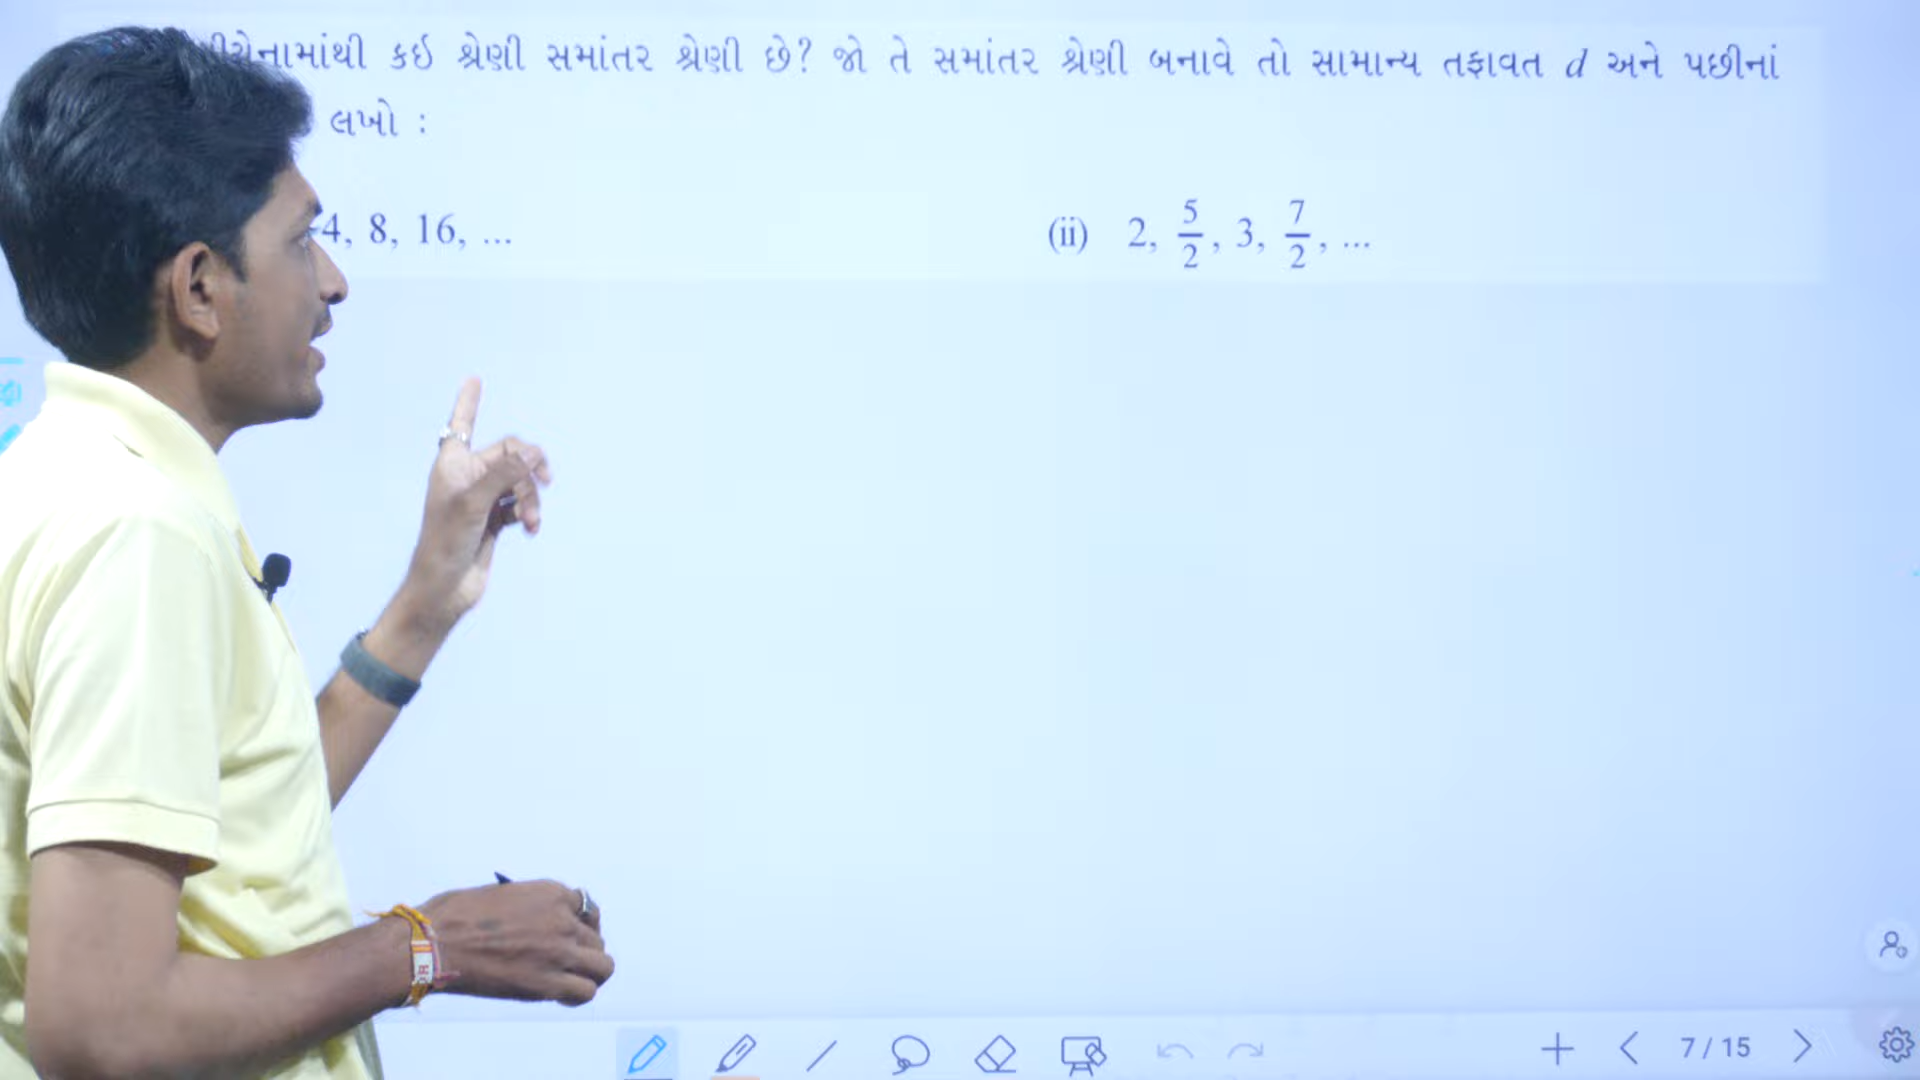 કઇ શ્રેણી સમાંતર શ્રેણી છે? જો તે સમાંતર શ્રેણી બનાવે તો સામાન્ય તફાવત d અને પછીનાં
લખો :
4, 8, 16, ... (ii) 2, 5/2, 3, 7/2, ...
7 / 15